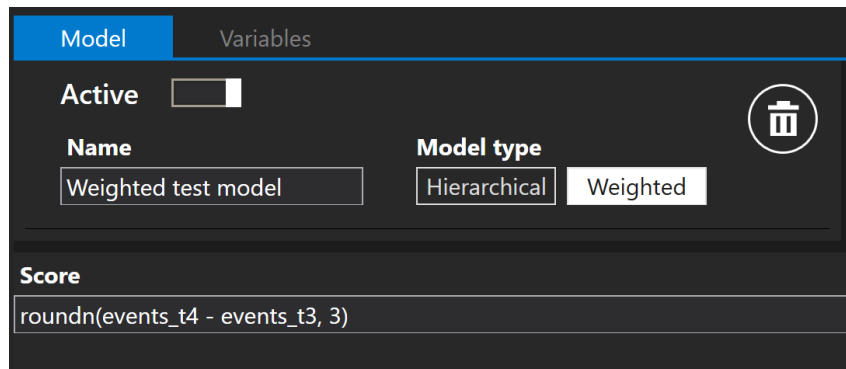 Model Variables
Active
Name Model type
Weighted test model Hierarchical Weighted
Score
roundn(events_t4 - events_t3, 3)